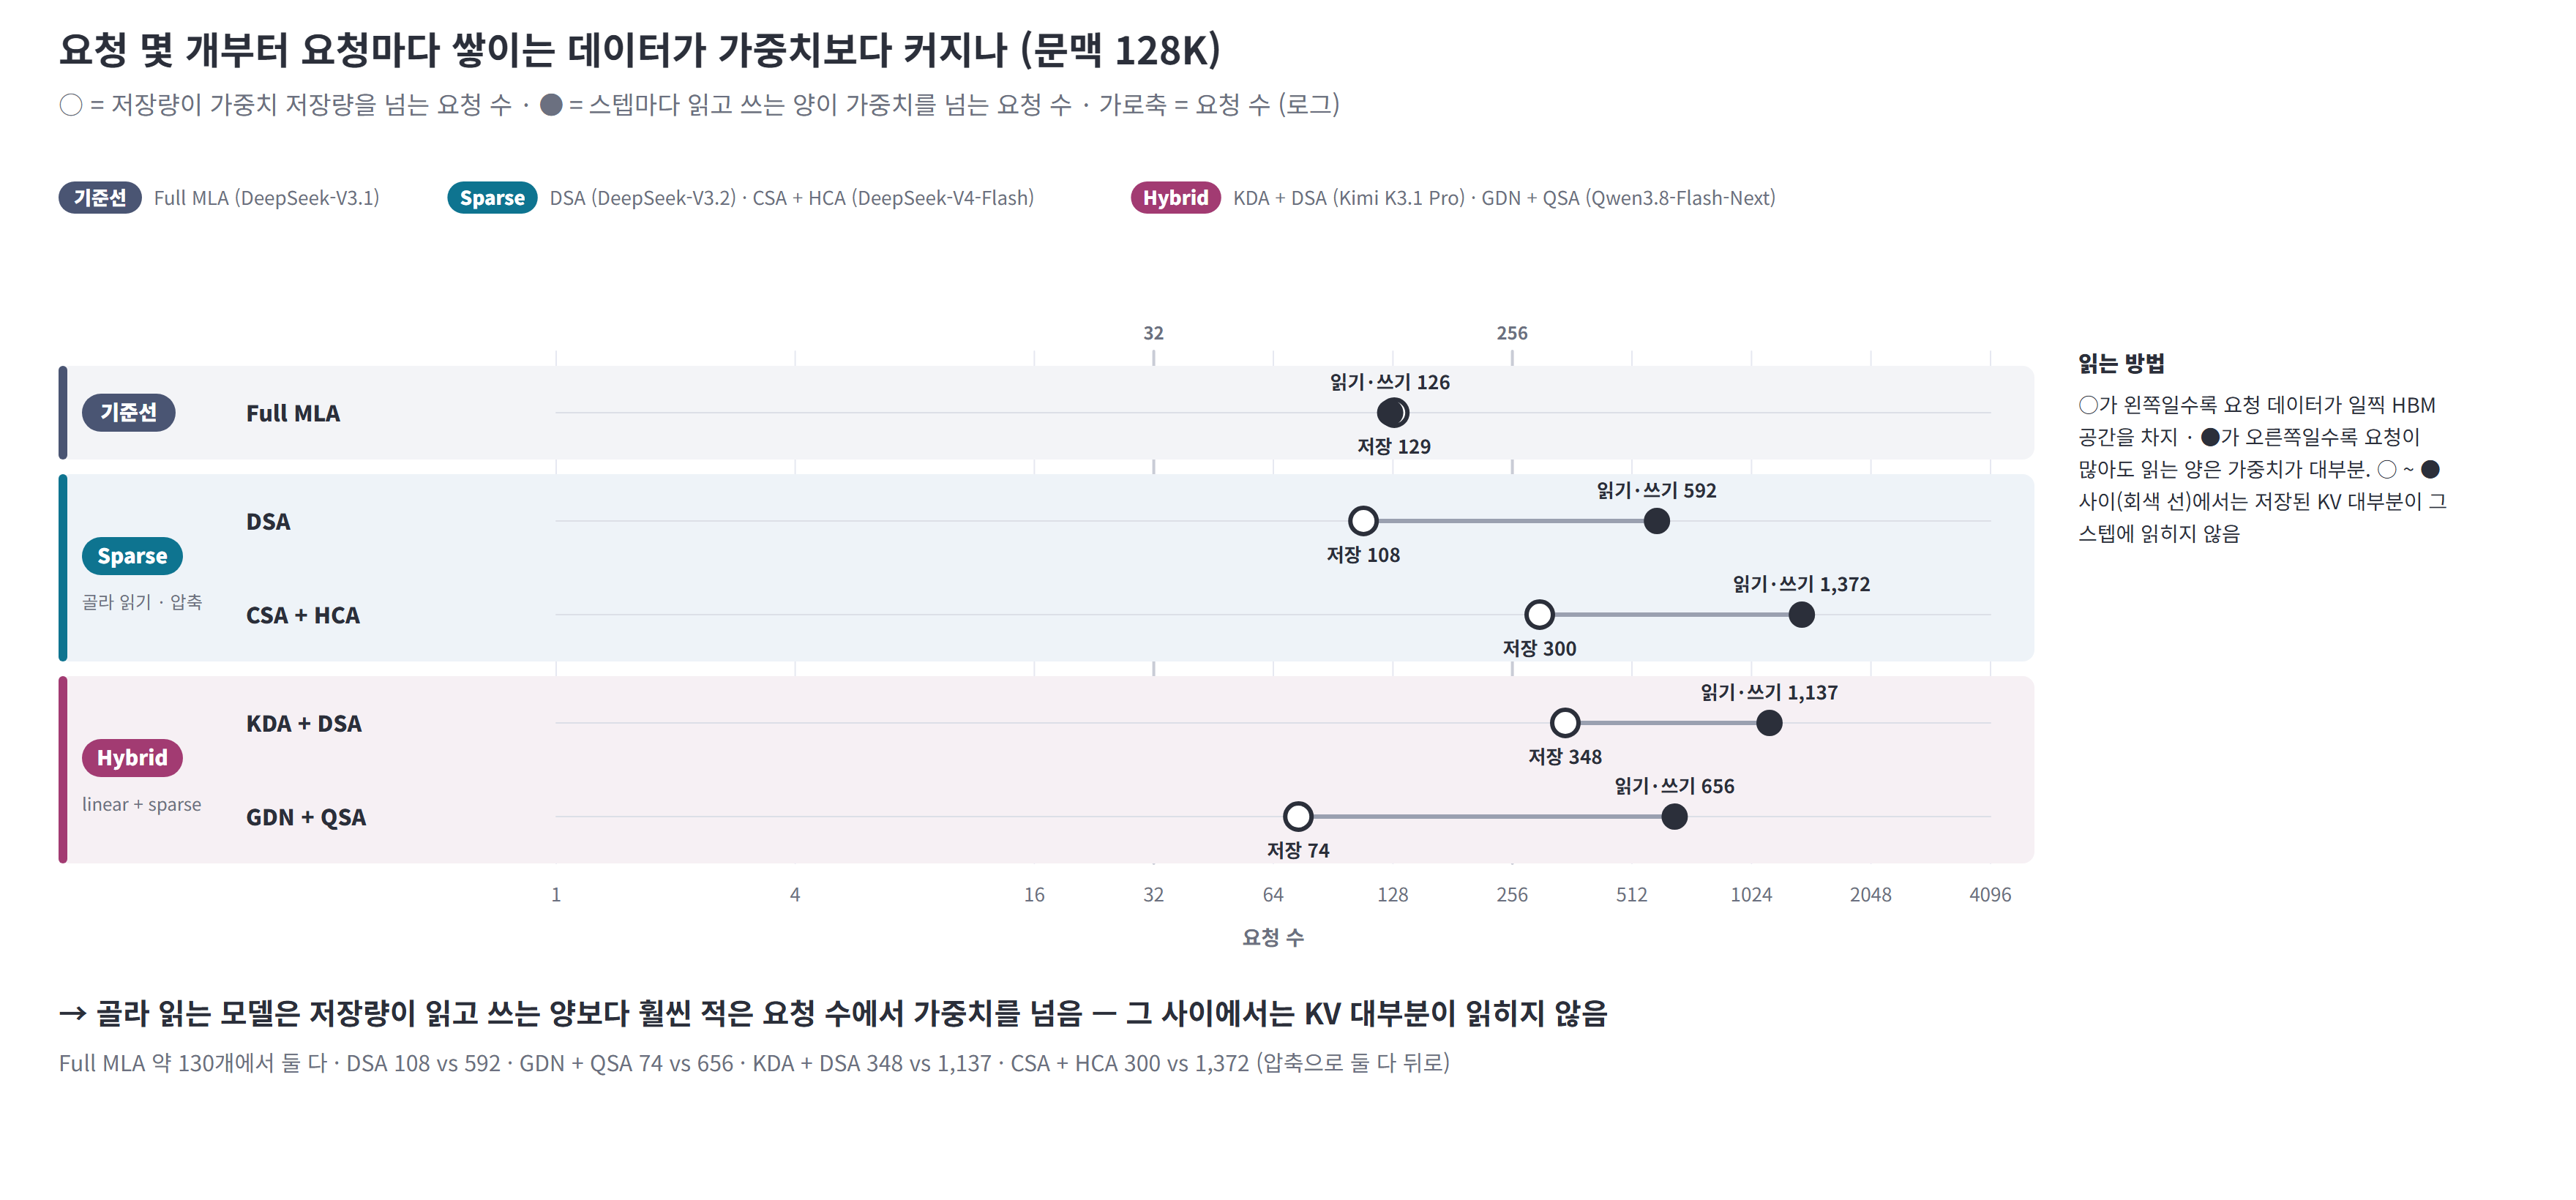 요청 몇 개부터 요청마다 쌓이는 데이터가 가중치보다 커지나 (문맥 128K)
○ = 저장량이 가중치 저장량을 넘는 요청 수 · ● = 스텝마다 읽고 쓰는 양이 가중치를 넘는 요청 수 · 가로축 = 요청 수 (로그)
기준선 Full MLA (DeepSeek-V3.1) Sparse DSA (DeepSeek-V3.2) · CSA + HCA (DeepSeek-V4-Flash) Hybrid KDA + DSA (Kimi K3.1 Pro) · GDN + QSA (Qwen3.8-Flash-Next)
32 256
읽기·쓰기 126
기준선 Full MLA
저장 129
읽기·쓰기 592
DSA
저장 108
Sparse
골라 읽기 · 압축
읽기·쓰기 1,372
CSA + HCA
저장 300
읽기·쓰기 1,137
KDA + DSA
저장 348
Hybrid
linear + sparse
읽기·쓰기 656
GDN + QSA
저장 74
1 4 16 32 64 128 256 512 1024 2048 4096
요청 수
읽는 방법
○가 왼쪽일수록 요청 데이터가 일찍 HBM
공간을 차지 · ●가 오른쪽일수록 요청이
많아도 읽는 양은 가중치가 대부분. ○ ~ ●
사이(회색 선)에서는 저장된 KV 대부분이 그
스텝에 읽히지 않음
→ 골라 읽는 모델은 저장량이 읽고 쓰는 양보다 훨씬 적은 요청 수에서 가중치를 넘음 — 그 사이에서는 KV 대부분이 읽히지 않음
Full MLA 약 130개에서 둘 다 · DSA 108 vs 592 · GDN + QSA 74 vs 656 · KDA + DSA 348 vs 1,137 · CSA + HCA 300 vs 1,372 (압축으로 둘 다 뒤로)